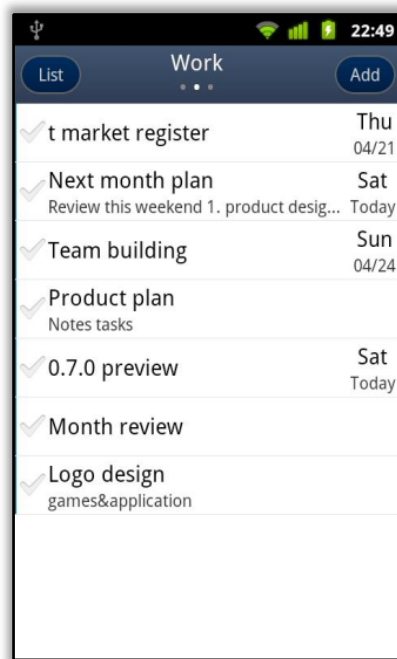 22:49
List
Work
Add
t market register
Thu
04/21
Next month plan
Sat
Review this weekend 1. product desig...
Today
Team building
Sun
04/24
Product plan
Notes tasks
0.7.0 preview
Sat
Today
Month review
Logo design
games&application